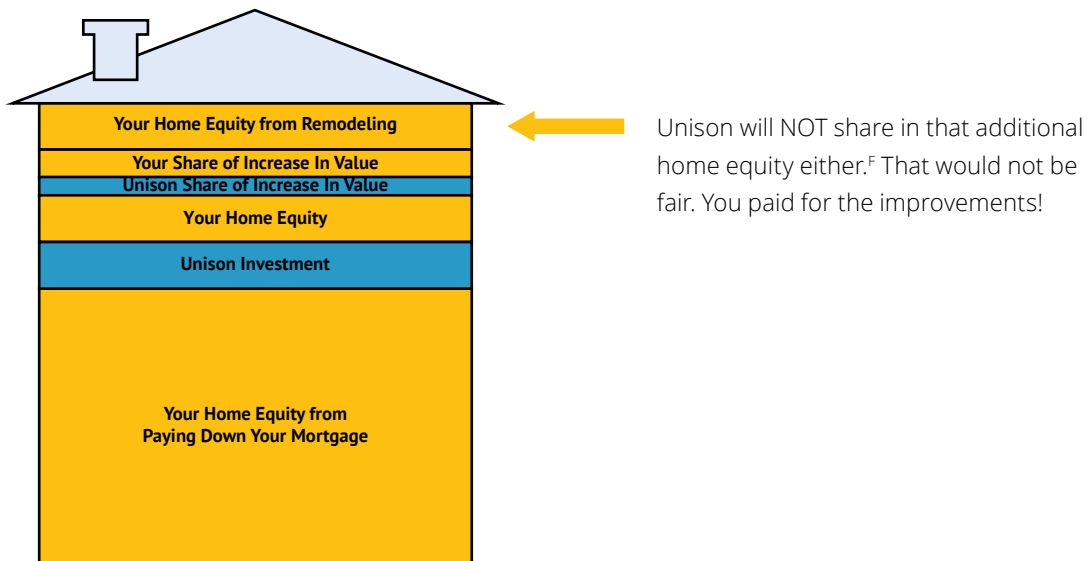 Your Home Equity from Remodeling
Your Share of Increase In Value
Unison Share of Increase In Value
Your Home Equity
Unison Investment
Your Home Equity from
Paying Down Your Mortgage
Unison will NOT share in that additional
home equity either.ᶠ That would not be
fair. You paid for the improvements!